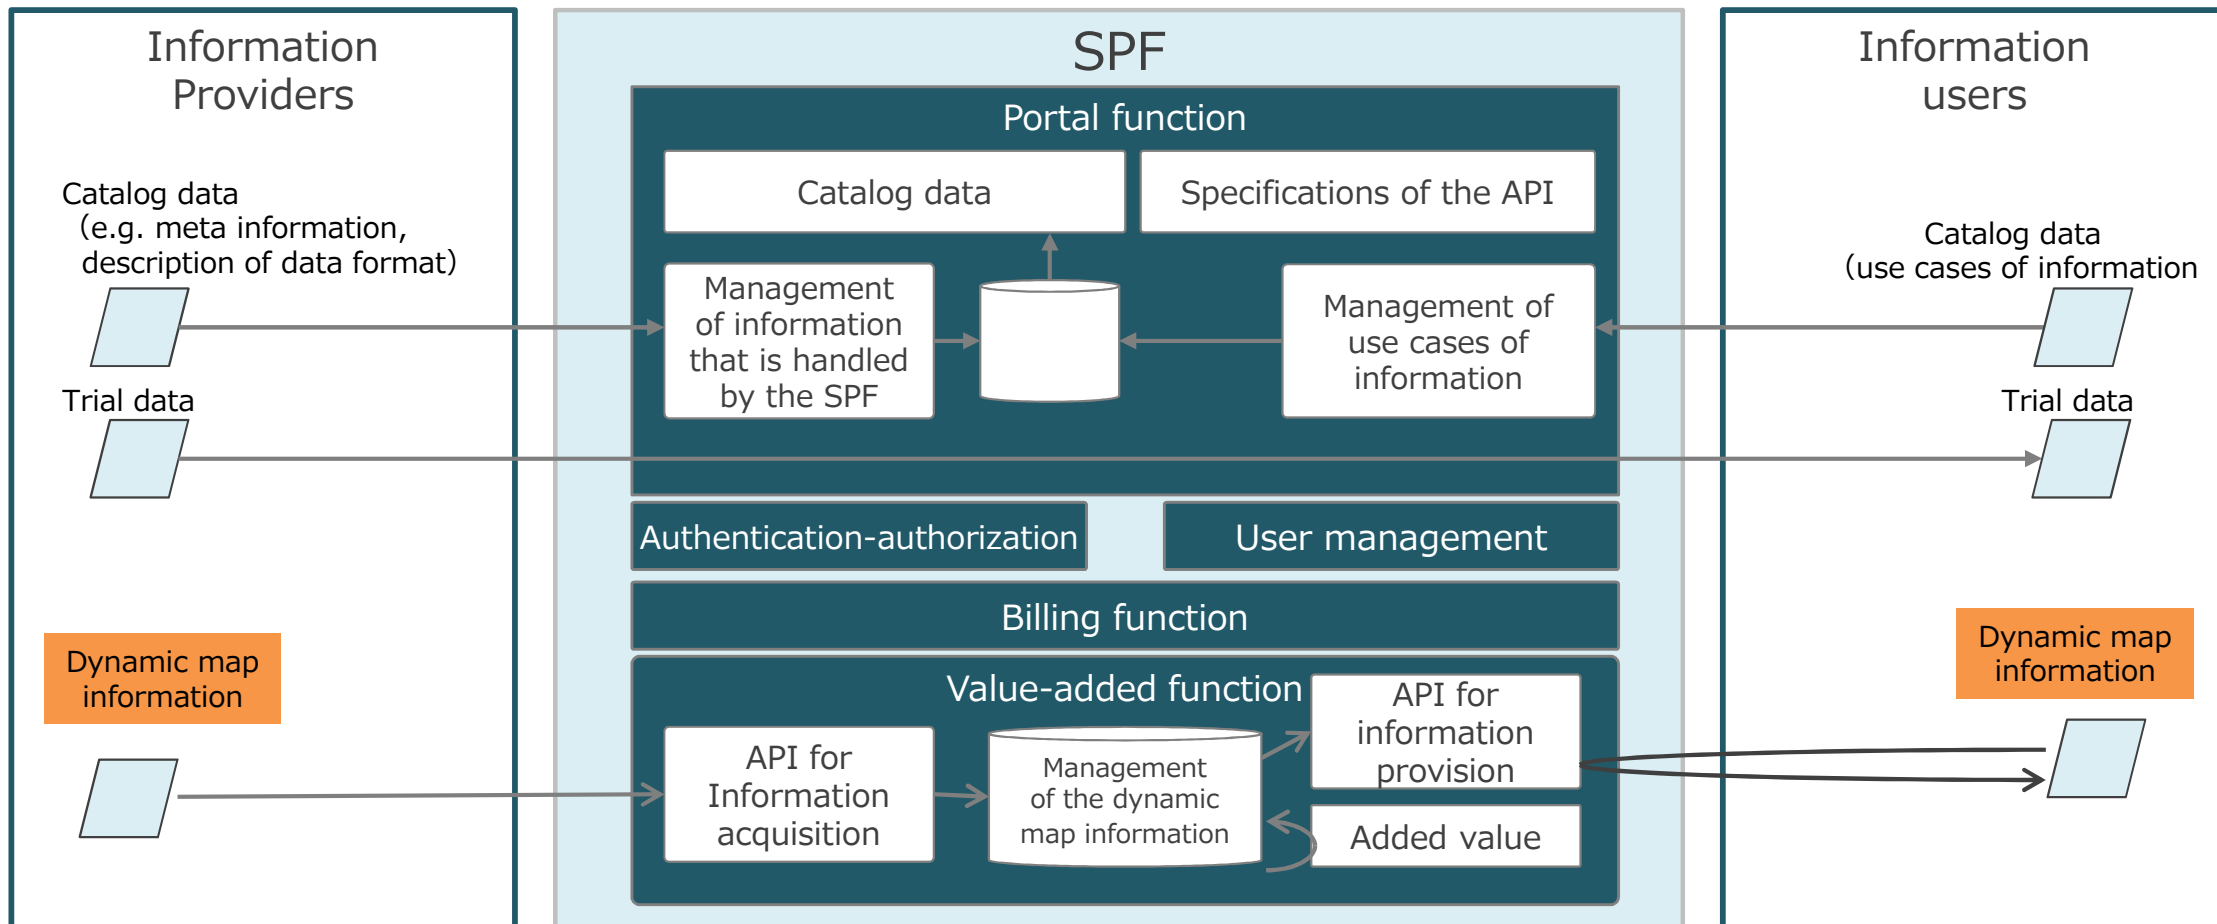 Information
Providers
Catalog data
（e.g. meta information,
description of data format）
Trial data
Dynamic map
information
SPF
Portal function
Catalog data
Specifications of the API
Management
of information
that is handled
by the SPF
Management of
use cases of
information
Authentication-authorization
User management
Billing function
Value-added function
API for
Information
acquisition
Management
of the dynamic
map information
API for
information
provision
Added value
Information
users
Catalog data
（use cases of information
Trial data
Dynamic map
information